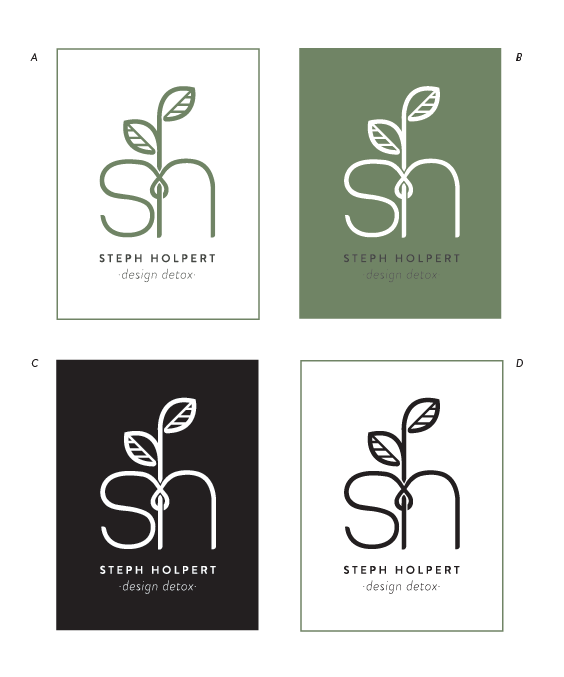 A
B
sh
STEPH HOLPERT
·design detox·
sh
STEPH HOLPERT
·design detox·
C
D
sh
STEPH HOLPERT
·design detox·
sh
STEPH HOLPERT
·design detox·